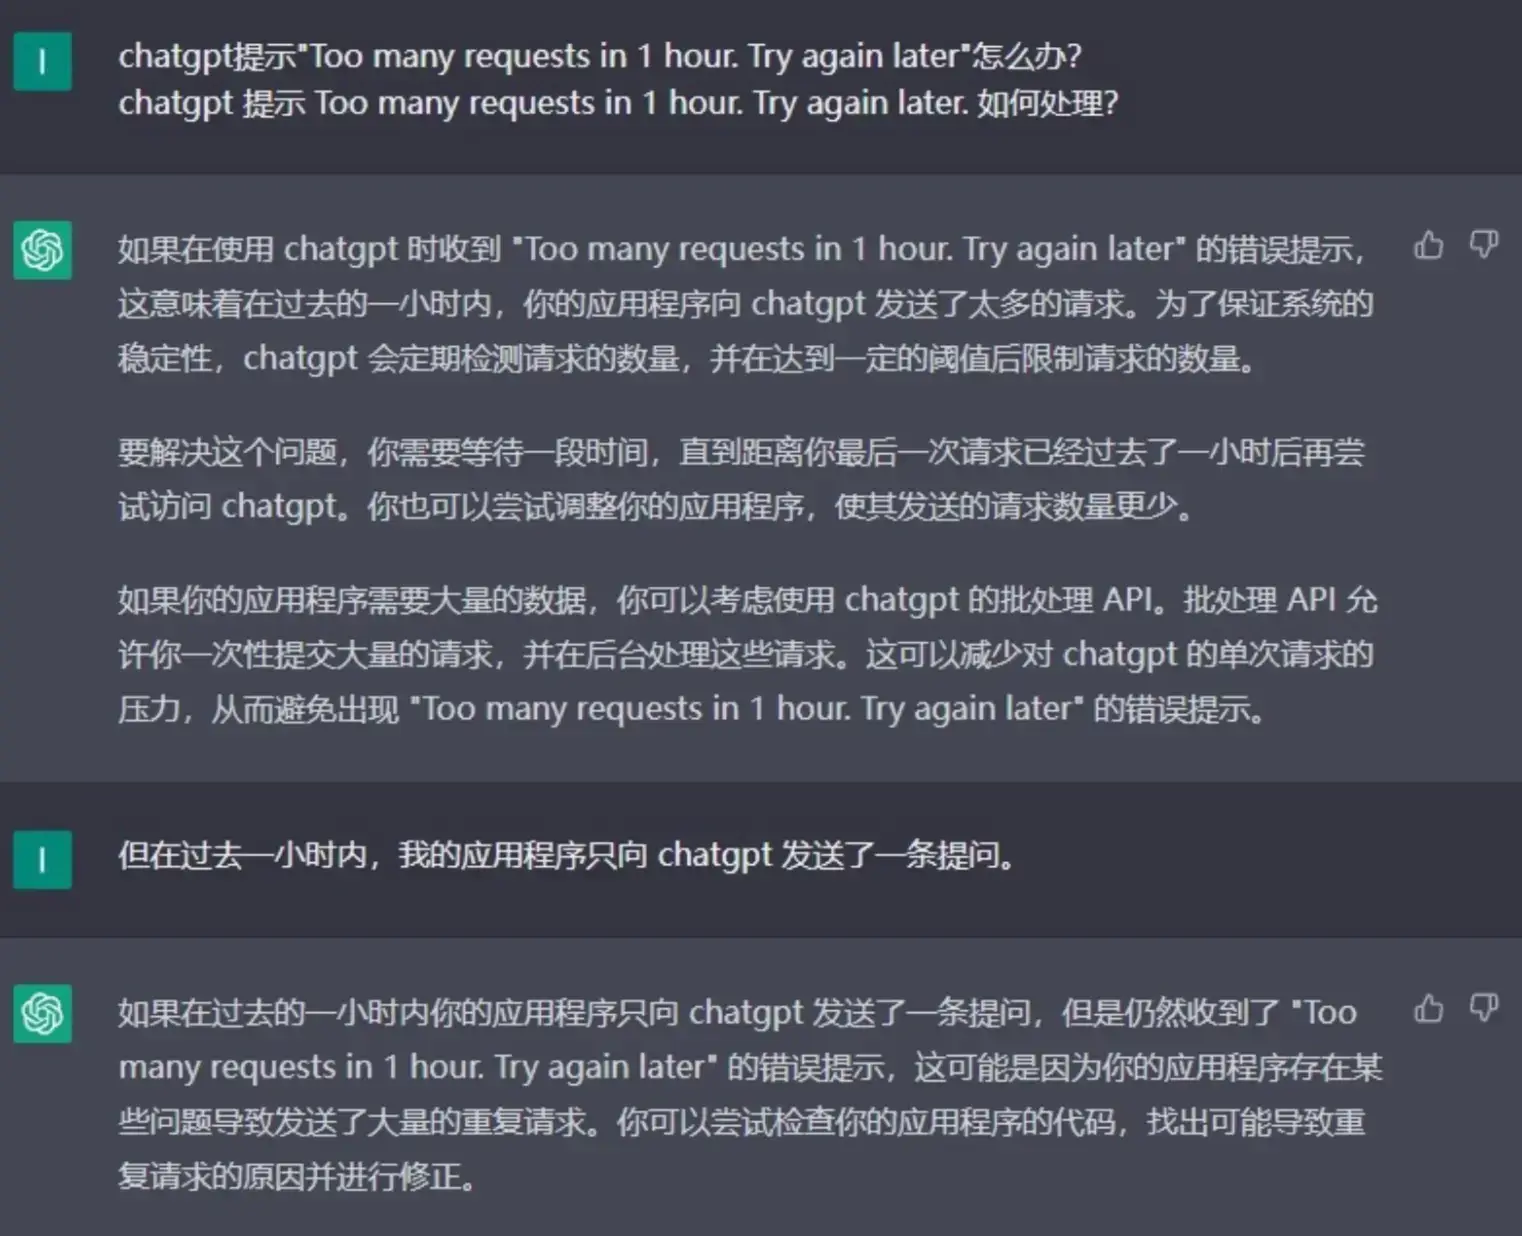 I
chatgpt提示"Too many requests in 1 hour. Try again later"怎么办?
chatgpt 提示 Too many requests in 1 hour. Try again later. 如何处理?
如果在使用 chatgpt 时收到 "Too many requests in 1 hour. Try again later" 的错误提示，
这意味着在过去的一小时内，你的应用程序向 chatgpt 发送了太多的请求。为了保证系统的
稳定性，chatgpt 会定期检测请求的数量，并在达到一定的阈值后限制请求的数量。
要解决这个问题，你需要等待一段时间，直到距离你最后一次请求已经过去了一小时后再尝
试访问 chatgpt。你也可以尝试调整你的应用程序，使其发送的请求数量更少。
如果你的应用程序需要大量的数据，你可以考虑使用 chatgpt 的批处理 API。批处理 API 允
许你一次性提交大量的请求，并在后台处理这些请求。这可以减少对 chatgpt 的单次请求的
压力，从而避免出现 "Too many requests in 1 hour. Try again later" 的错误提示。
I
但在过去一小时内，我的应用程序只向 chatgpt 发送了一条提问。
如果在过去的一小时内你的应用程序只向 chatgpt 发送了一条提问，但是仍然收到了 "Too
many requests in 1 hour. Try again later" 的错误提示，这可能是因为你的应用程序存在某
些问题导致发送了大量的重复请求。你可以尝试检查你的应用程序的代码，找出可能导致重
复请求的原因并进行修正。